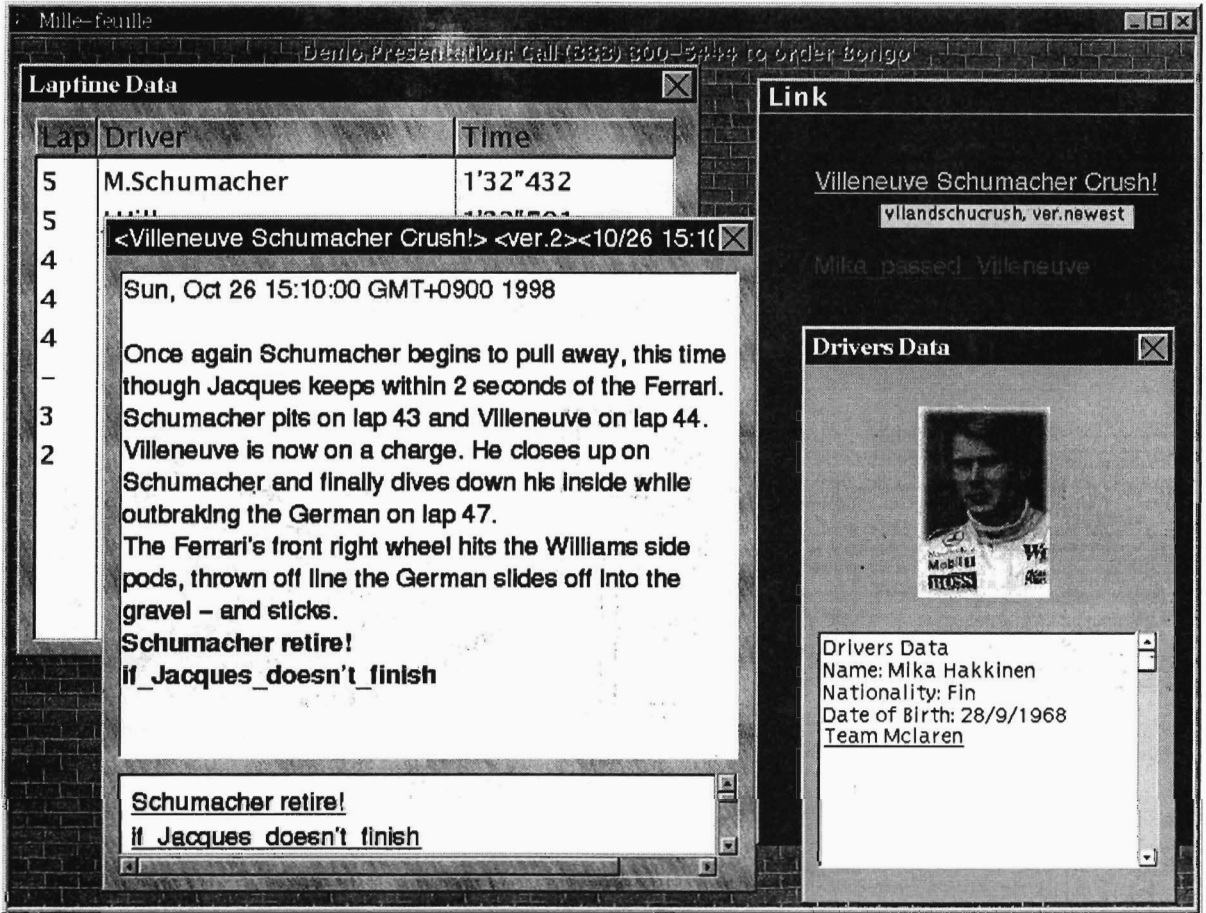 Mille-feuille
Demo Presentation: Call (888) 800-5444 to order Bongo
Laptime Data
Lap Driver Time
5 M.Schumacher 1'32"432
5
4
4
4
–
3
2
<Villeneuve Schumacher Crush!> <ver.2><10/26 15:10
Sun, Oct 26 15:10:00 GMT+0900 1998
Once again Schumacher begins to pull away, this time
though Jacques keeps within 2 seconds of the Ferrari.
Schumacher pits on lap 43 and Villeneuve on lap 44.
Villeneuve is now on a charge. He closes up on
Schumacher and finally dives down his inside while
outbraking the German on lap 47.
The Ferrari's front right wheel hits the Williams side
pods, thrown off line the German slides off into the
gravel – and sticks.
Schumacher retire!
if_Jacques_doesn't_finish
Schumacher retire!
if_Jacques_doesn't_finish
Link
Villeneuve Schumacher Crush!
vilandschucrush, ver.newest
Mika_passed_Villeneuve
Drivers Data
Mobil 1
BOSS
Drivers Data
Name: Mika Hakkinen
Nationality: Fin
Date of Birth: 28/9/1968
Team Mclaren